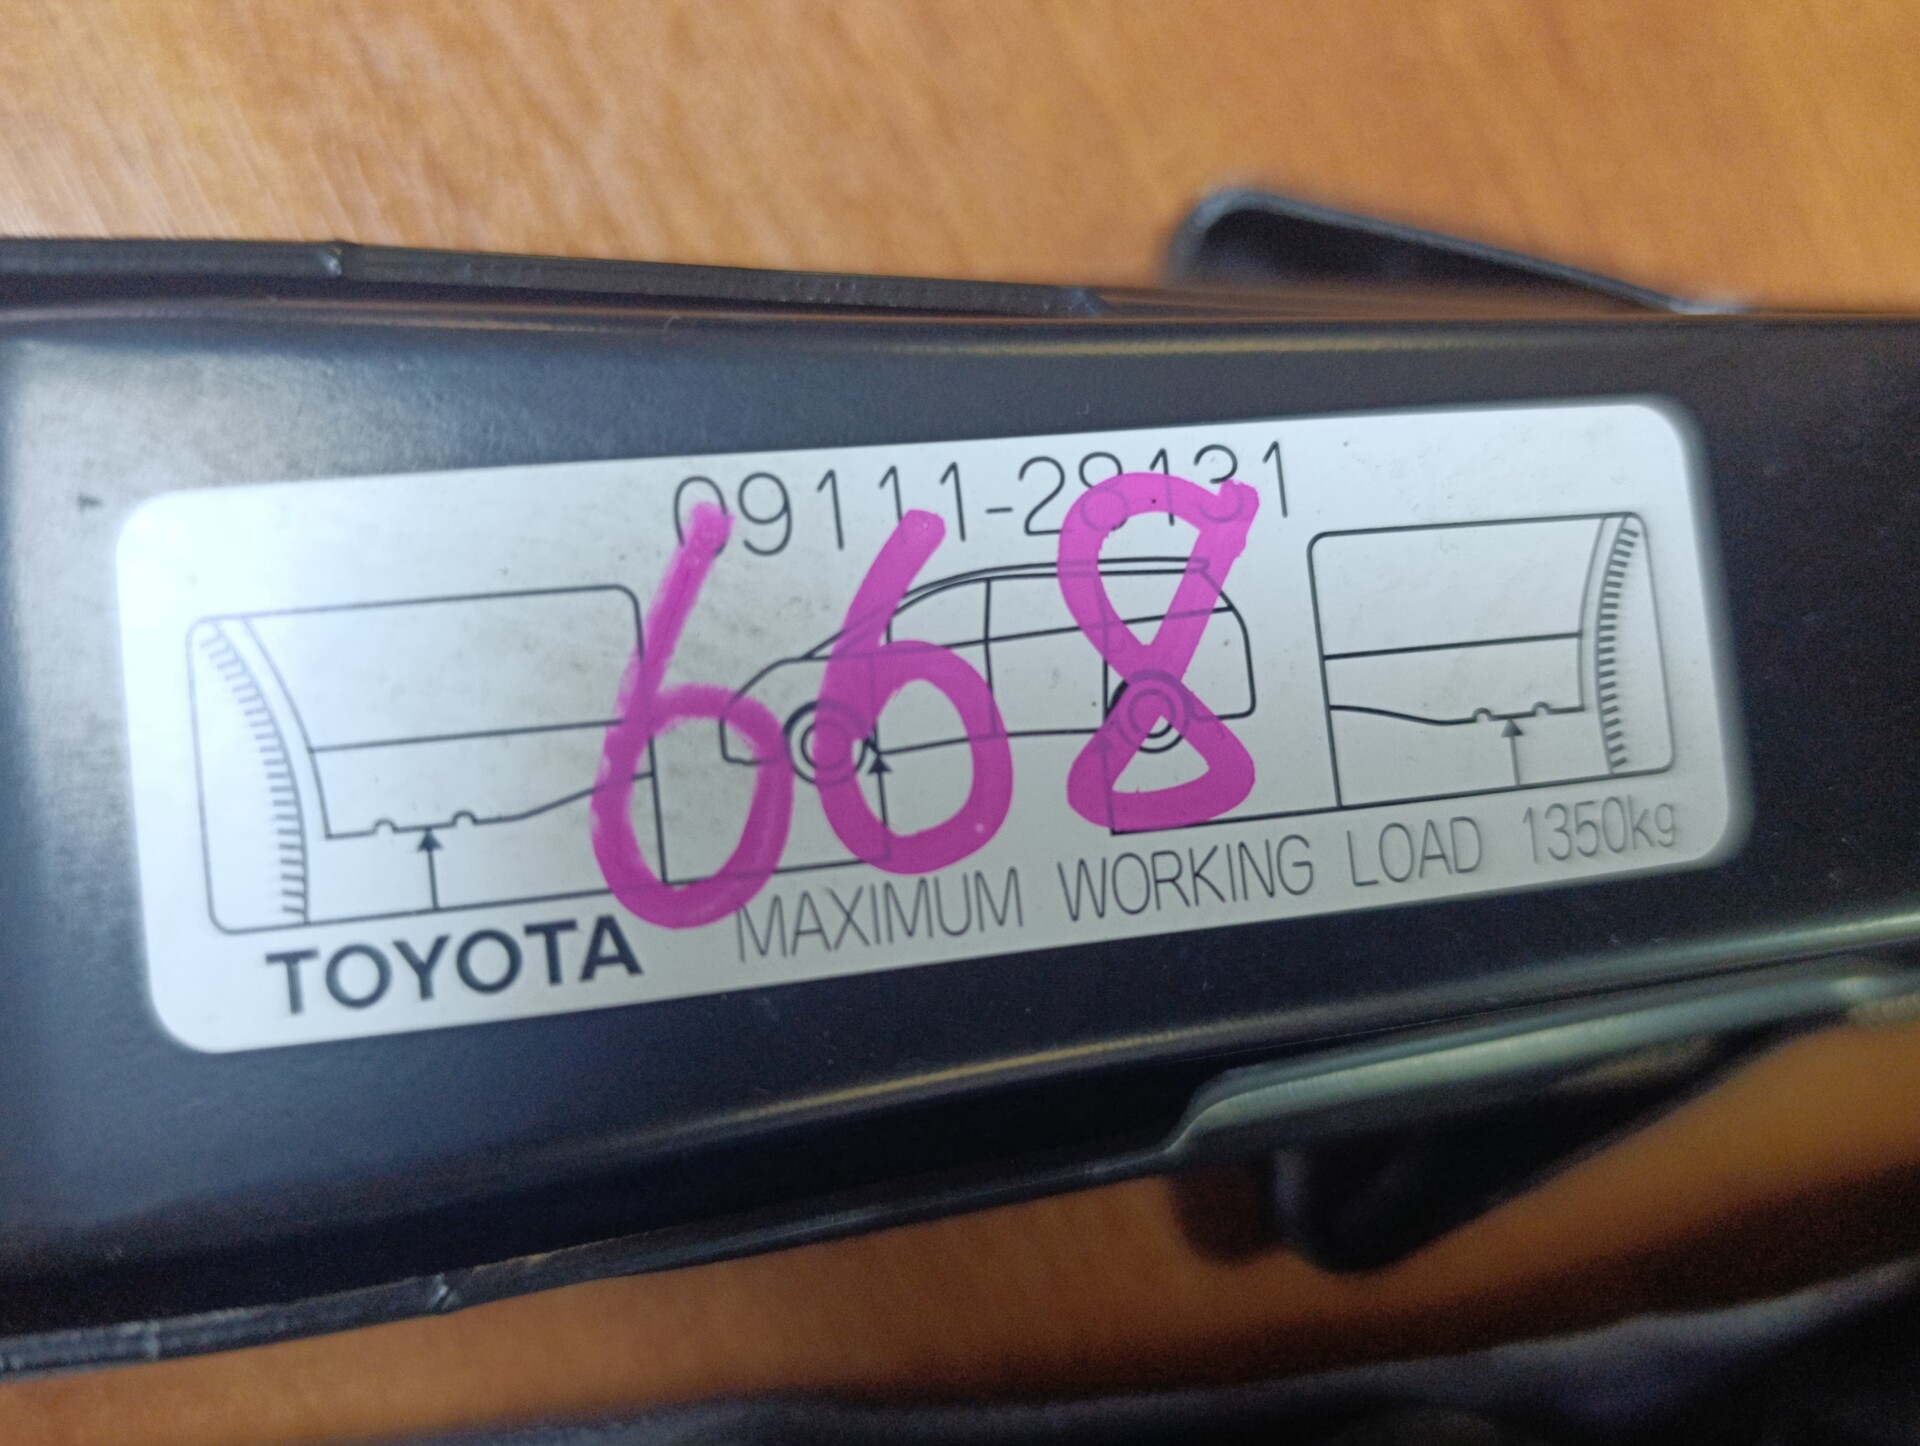 09111-28131
668
TOYOTA MAXIMUM WORKING LOAD 1350kg